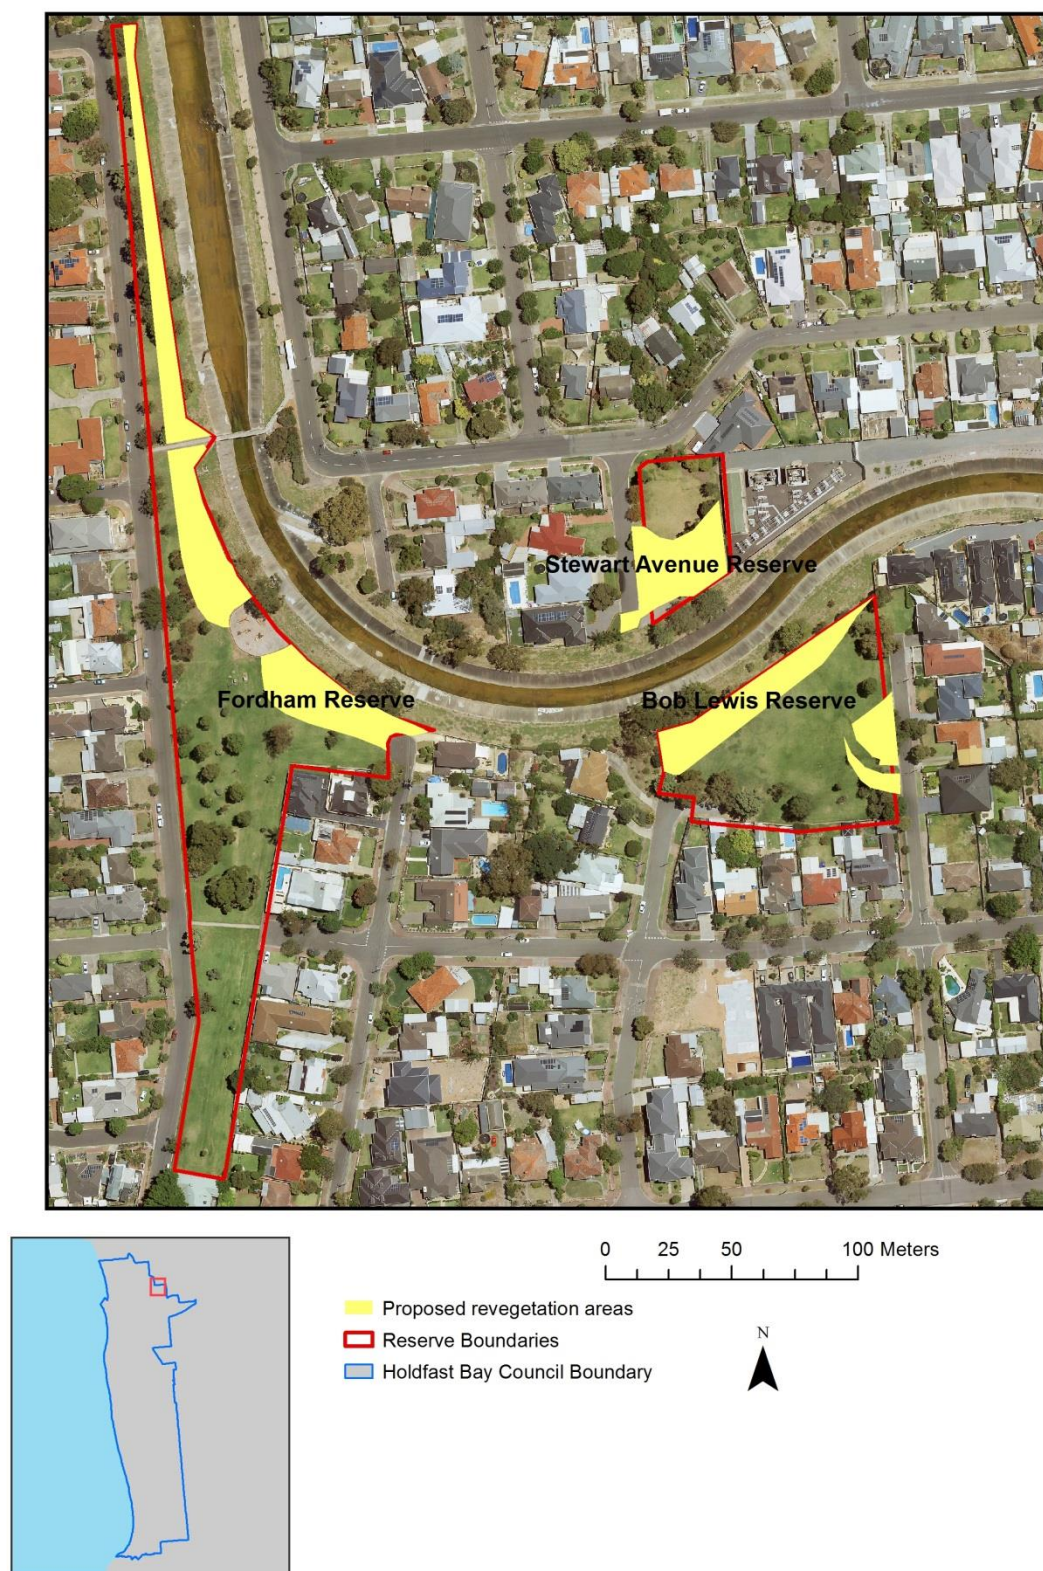 Stewart Avenue Reserve
Fordham Reserve
Bob Lewis Reserve
0 25 50 100 Meters
Proposed revegetation areas
Reserve Boundaries
Holdfast Bay Council Boundary
N